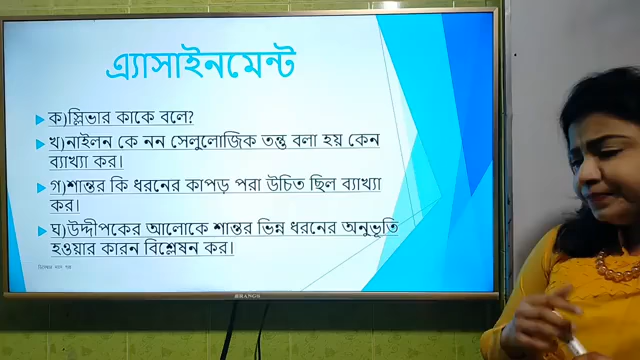 এ্যাসাইনমেন্ট
ক)স্লিভার কাকে বলে?
খ)নাইলন কে নন সেলুলোজিক তন্তু বলা হয় কেন
ব্যাখ্যা কর।
গ)শান্তর কি ধরনের কাপড় পরা উচিত ছিল ব্যাখ্যা
কর।
ঘ)উদ্দীপকের আলোকে শান্তর ভিন্ন ধরনের অনুভূতি
হওয়ার কারন বিশ্লেষন কর।
BRANGS